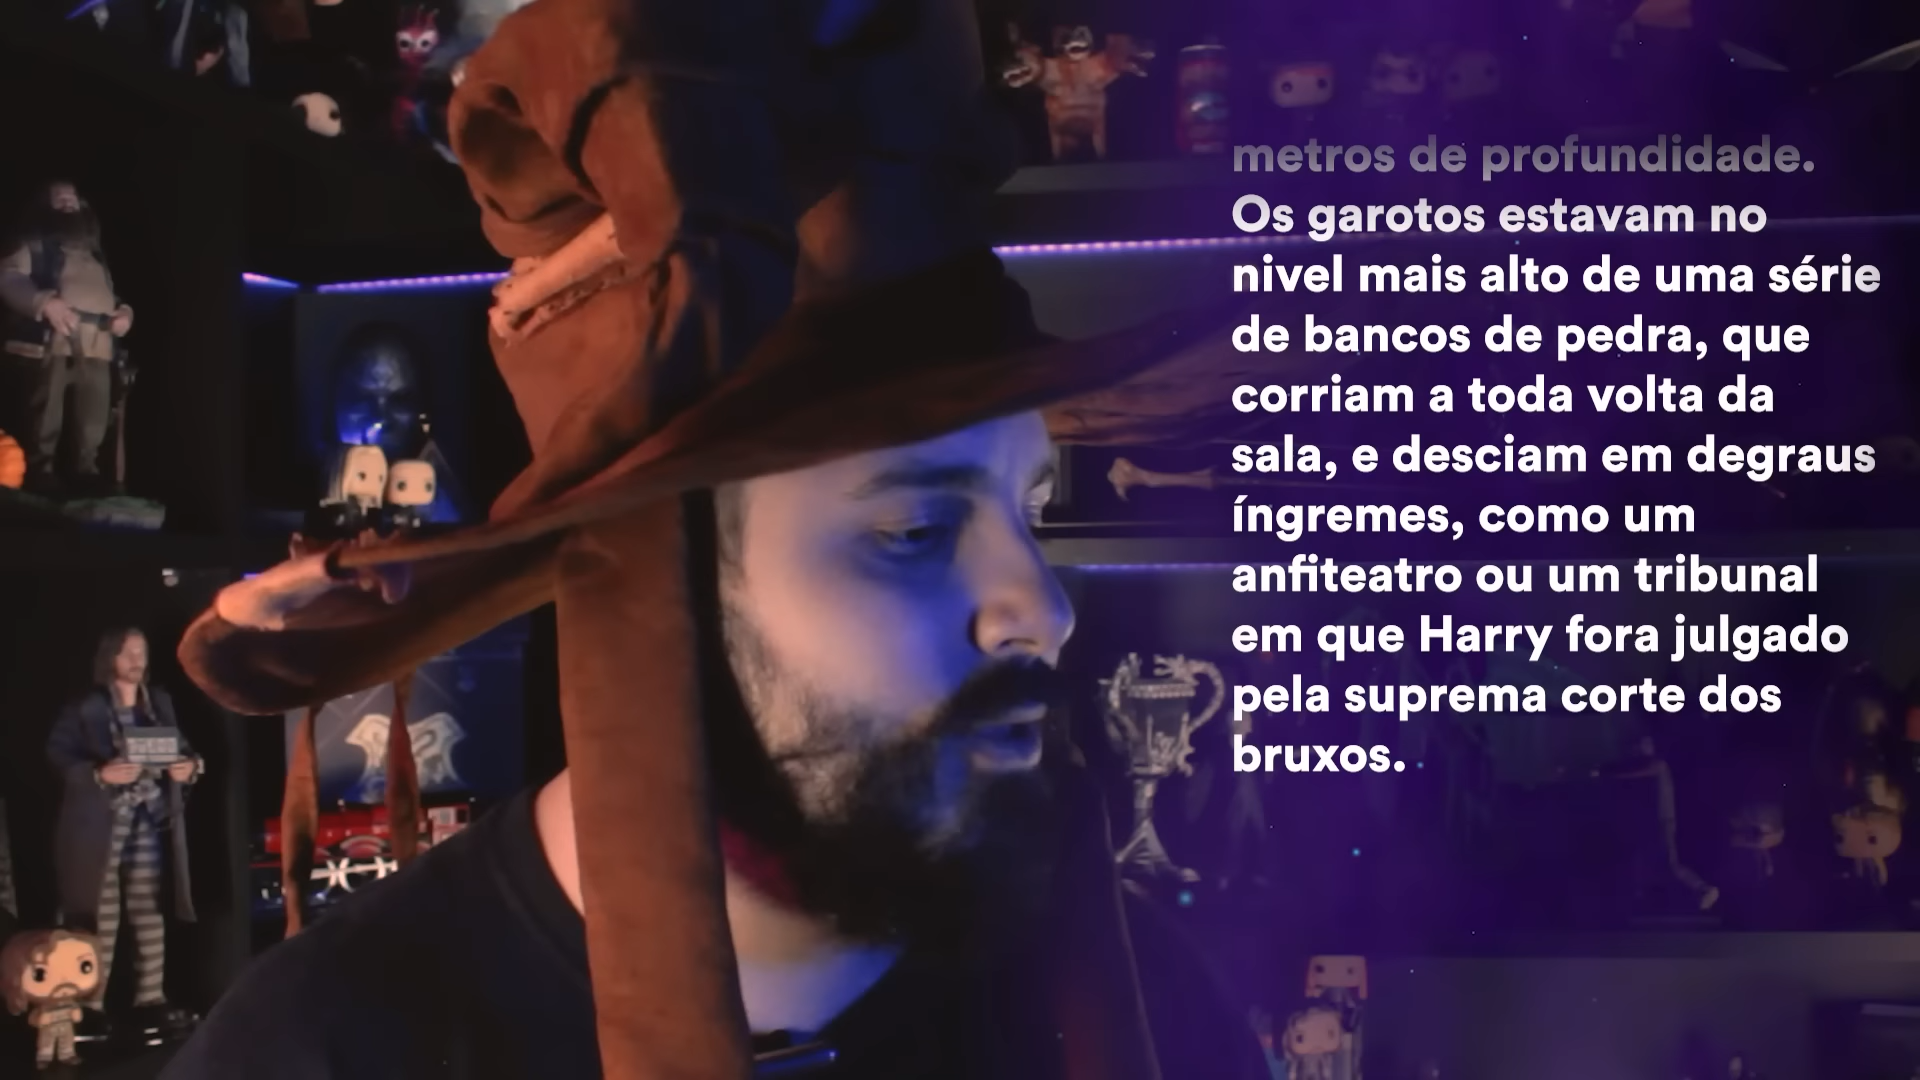 metros de profundidade.
Os garotos estavam no
nivel mais alto de uma série
de bancos de pedra, que
corriam a toda volta da
sala, e desciam em degraus
íngremes, como um
anfiteatro ou um tribunal
em que Harry fora julgado
pela suprema corte dos
bruxos.